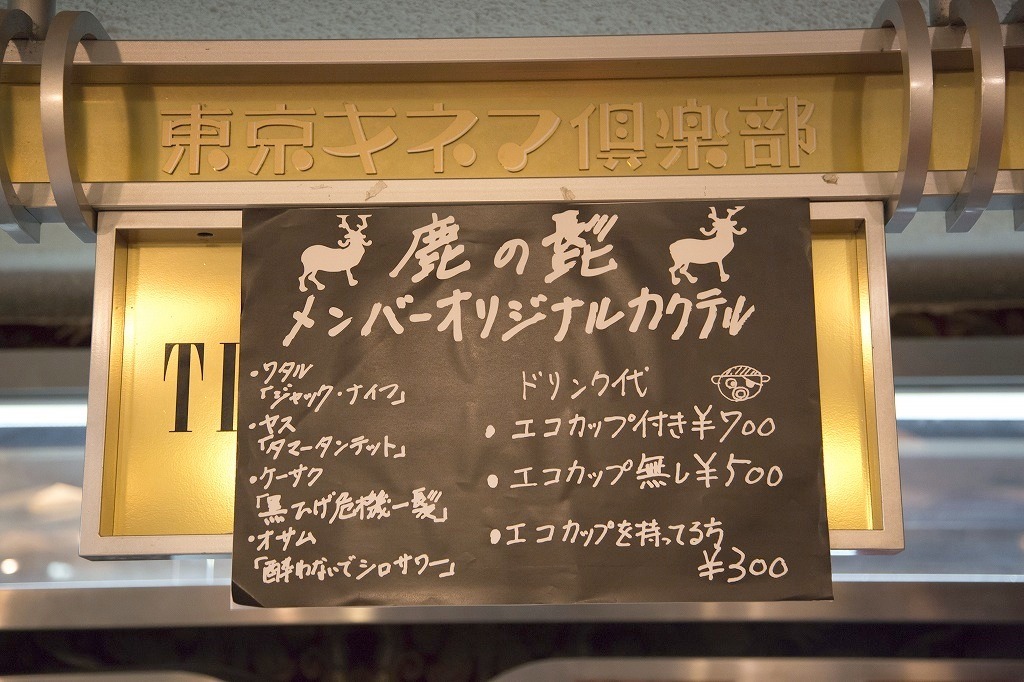 東京キネマ倶楽部
鹿の髭
メンバーオリジナルカクテル
・ワタル
「ジャック・ナイフ」
・ヤス
「タマータンテット」
・ケーサク
「黒ひげ危機一髪」
・オサム
「酔わないでシロサワー」
ドリンク代
・エコカップ付き¥700
・エコカップ無し¥500
・エコカップを持ってる方
¥300